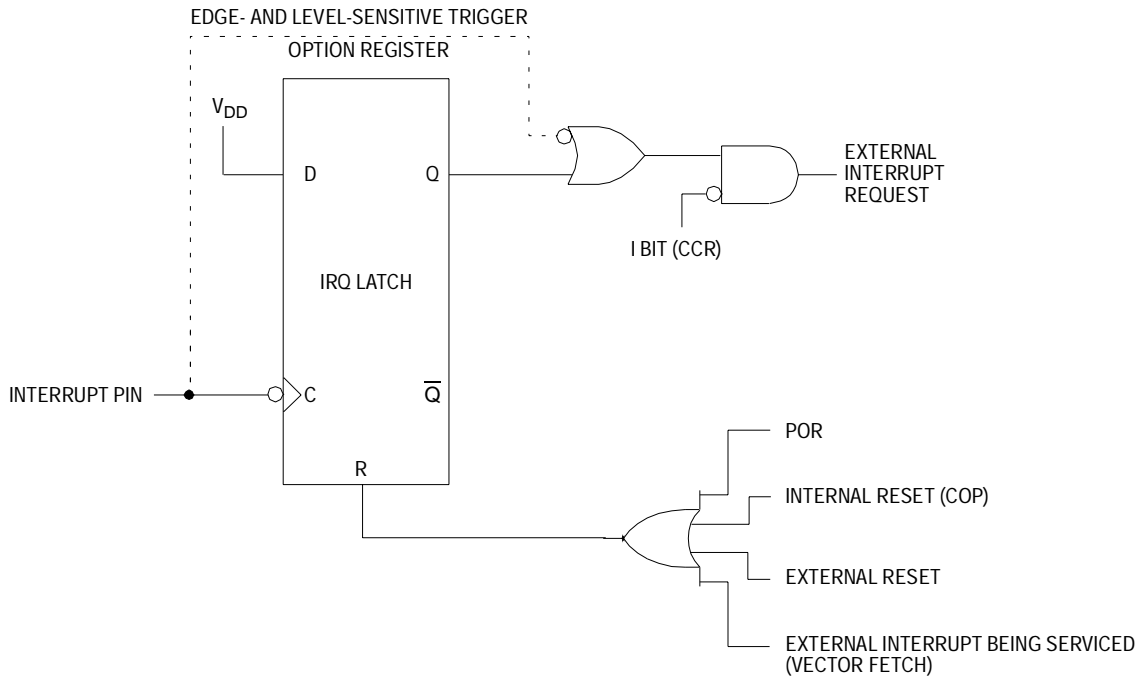 EDGE- AND LEVEL-SENSITIVE TRIGGER
OPTION REGISTER
VDD
D
Q
EXTERNAL
INTERRUPT
REQUEST
I BIT (CCR)
IRQ LATCH
INTERRUPT PIN
C
Q̅
R
POR
INTERNAL RESET (COP)
EXTERNAL RESET
EXTERNAL INTERRUPT BEING SERVICED
(VECTOR FETCH)